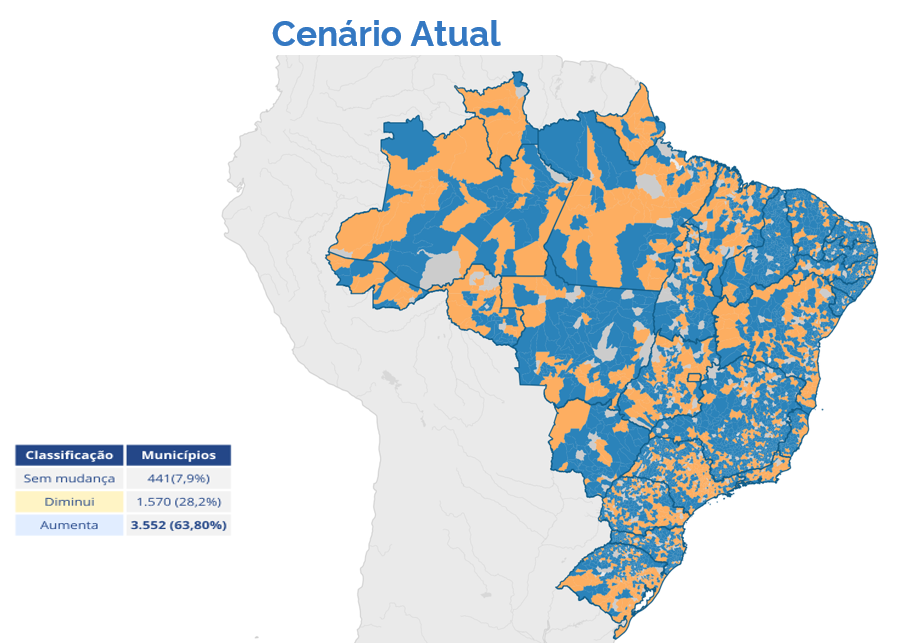 Cenário Atual
Classificação Municípios
Sem mudança 441(7,9%)
Diminui 1.570 (28,2%)
Aumenta 3.552 (63,80%)